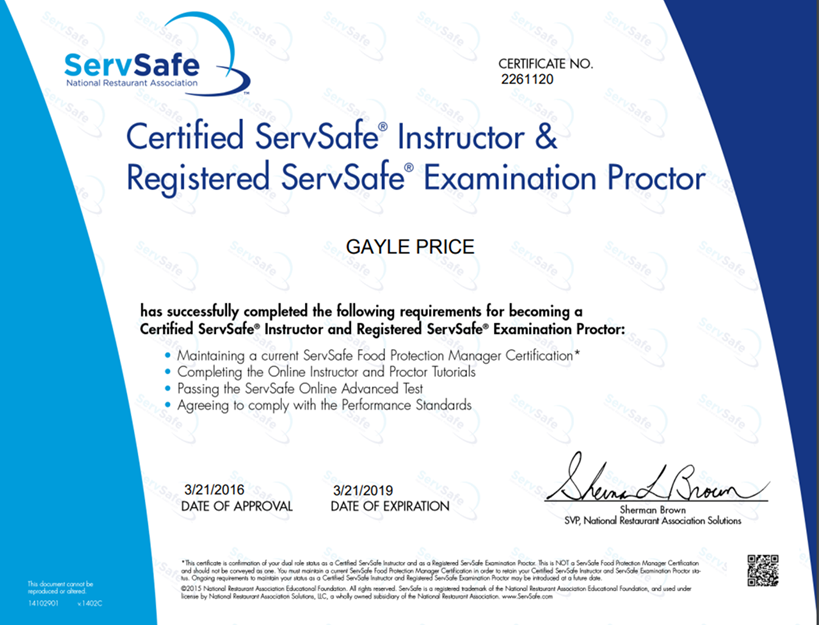 ServSafe
National Restaurant Association
™
CERTIFICATE NO.
2261120
Certified ServSafe® Instructor &
Registered ServSafe® Examination Proctor
GAYLE PRICE
has successfully completed the following requirements for becoming a
Certified ServSafe® Instructor and Registered ServSafe® Examination Proctor:
• Maintaining a current ServSafe Food Protection Manager Certification*
• Completing the Online Instructor and Proctor Tutorials
• Passing the ServSafe Online Advanced Test
• Agreeing to comply with the Performance Standards
3/21/2016
DATE OF APPROVAL
3/21/2019
DATE OF EXPIRATION
Sherman L Brown
Sherman Brown
SVP, National Restaurant Association Solutions
*This certificate is confirmation of your dual role status as a Certified ServSafe Instructor and as a Registered ServSafe Examination Proctor. This is NOT a ServSafe Food Protection Manager Certification
and should not be conveyed as one. You must maintain a current ServSafe Food Protection Manager Certification in order to retain your Certified ServSafe Instructor and ServSafe Examination Proctor sta-
tus. Ongoing requirements to maintain your status as a Certified ServSafe Instructor and Registered ServSafe Examination Proctor may be introduced at a future date.
©2015 National Restaurant Association Educational Foundation. All rights reserved. ServSafe is a registered trademark of the National Restaurant Association Educational Foundation, and used under
license by National Restaurant Association Solutions, LLC, a wholly owned subsidiary of the National Restaurant Association. www.ServSafe.com
This document cannot be
reproduced or altered.
14102901 v.1402C